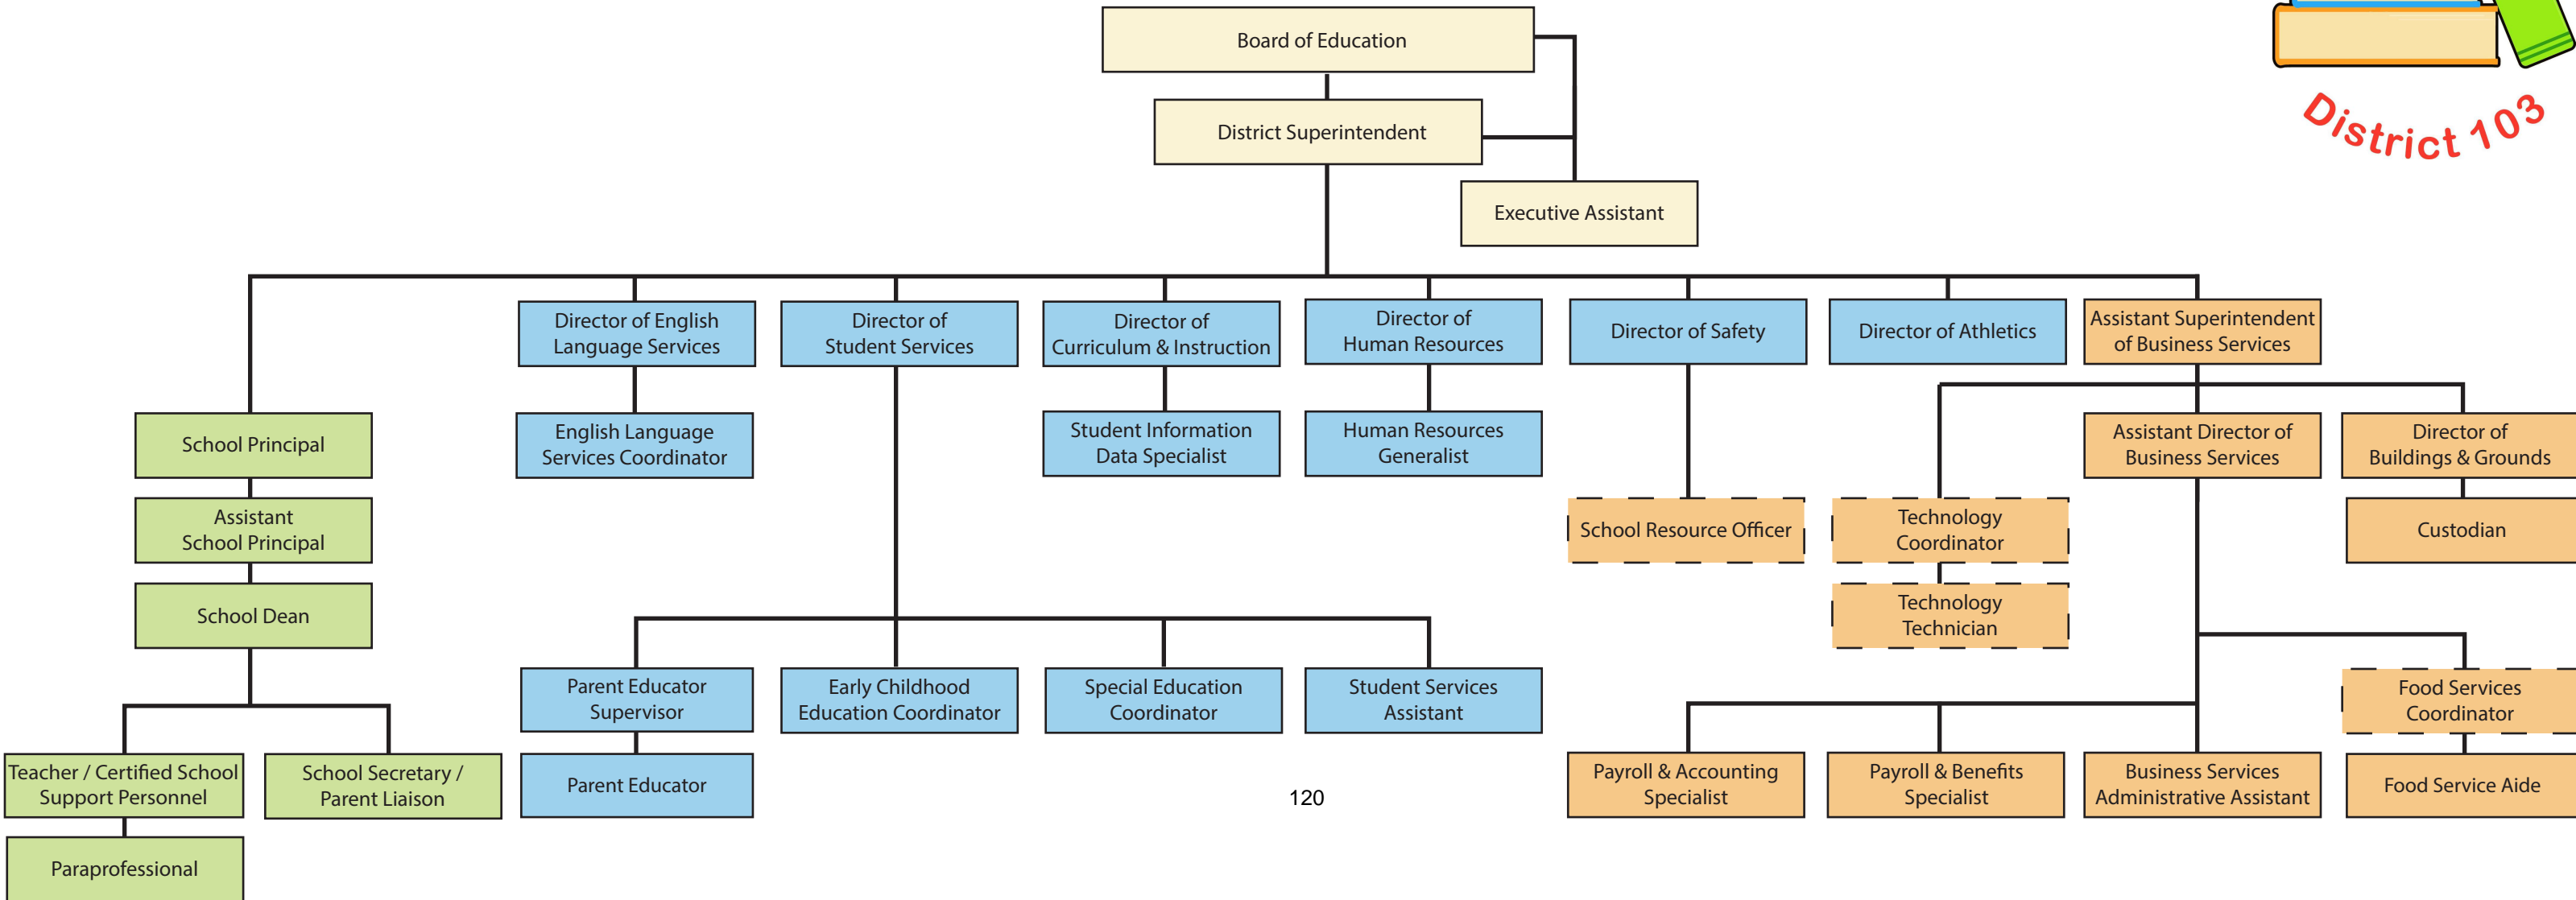 Board of Education
District Superintendent
District 103
Executive Assistant
Director of English
Language Services
Director of
Student Services
Director of
Curriculum & Instruction
Director of
Human Resources
Director of Safety
Director of Athletics
Assistant Superintendent
of Business Services
School Principal
English Language
Services Coordinator
Student Information
Data Specialist
Human Resources
Generalist
Assistant Director of
Business Services
Director of
Buildings & Grounds
Assistant
School Principal
School Resource Officer
Technology
Coordinator
Custodian
School Dean
Technology
Technician
Parent Educator
Supervisor
Early Childhood
Education Coordinator
Special Education
Coordinator
Student Services
Assistant
Food Services
Coordinator
Teacher / Certified School
Support Personnel
School Secretary /
Parent Liaison
Parent Educator
120
Payroll & Accounting
Specialist
Payroll & Benefits
Specialist
Business Services
Administrative Assistant
Food Service Aide
Paraprofessional